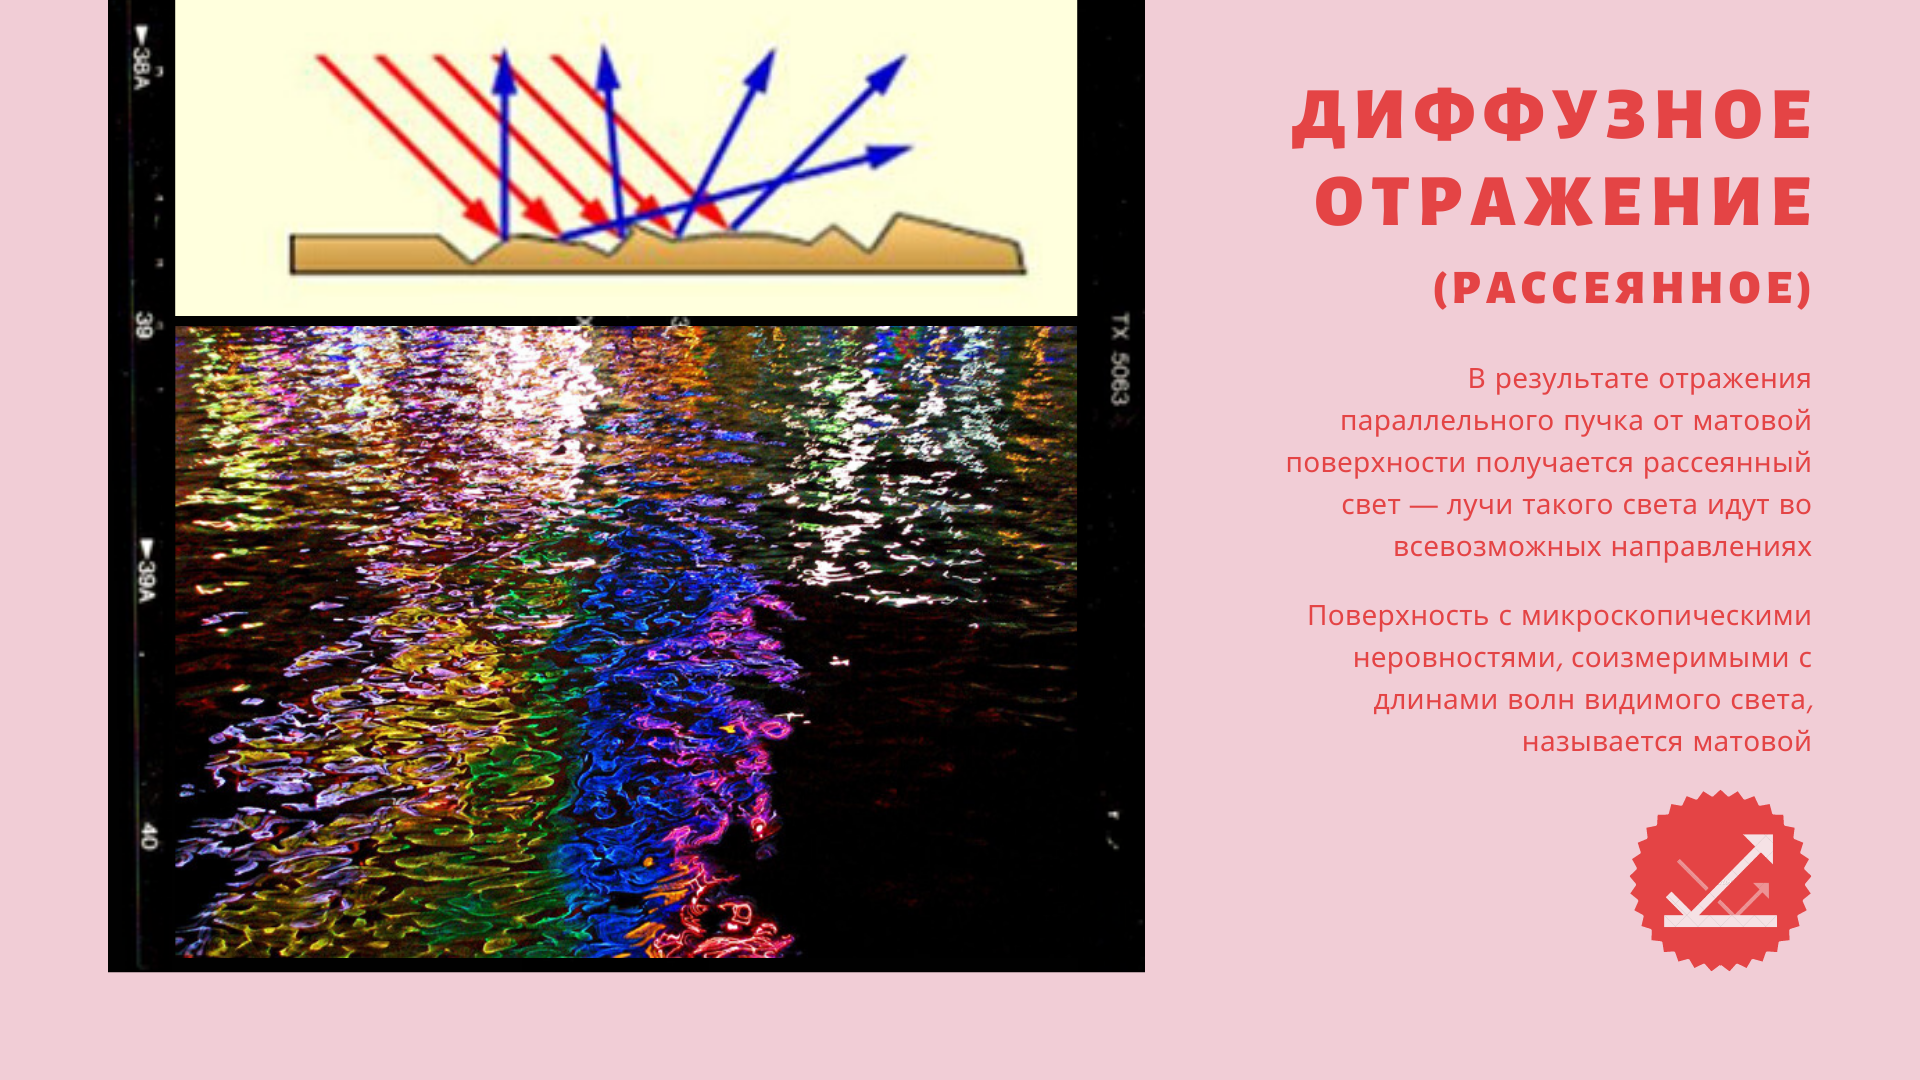 ДИФФУЗНОЕ
ОТРАЖЕНИЕ
(РАССЕЯННОЕ)
В результате отражения
параллельного пучка от матовой
поверхности получается рассеянный
свет — лучи такого света идут во
всевозможных направлениях
Поверхность с микроскопическими
неровностями, соизмеримыми с
длинами волн видимого света,
называется матовой
38A
39
39A
40
TX 5063